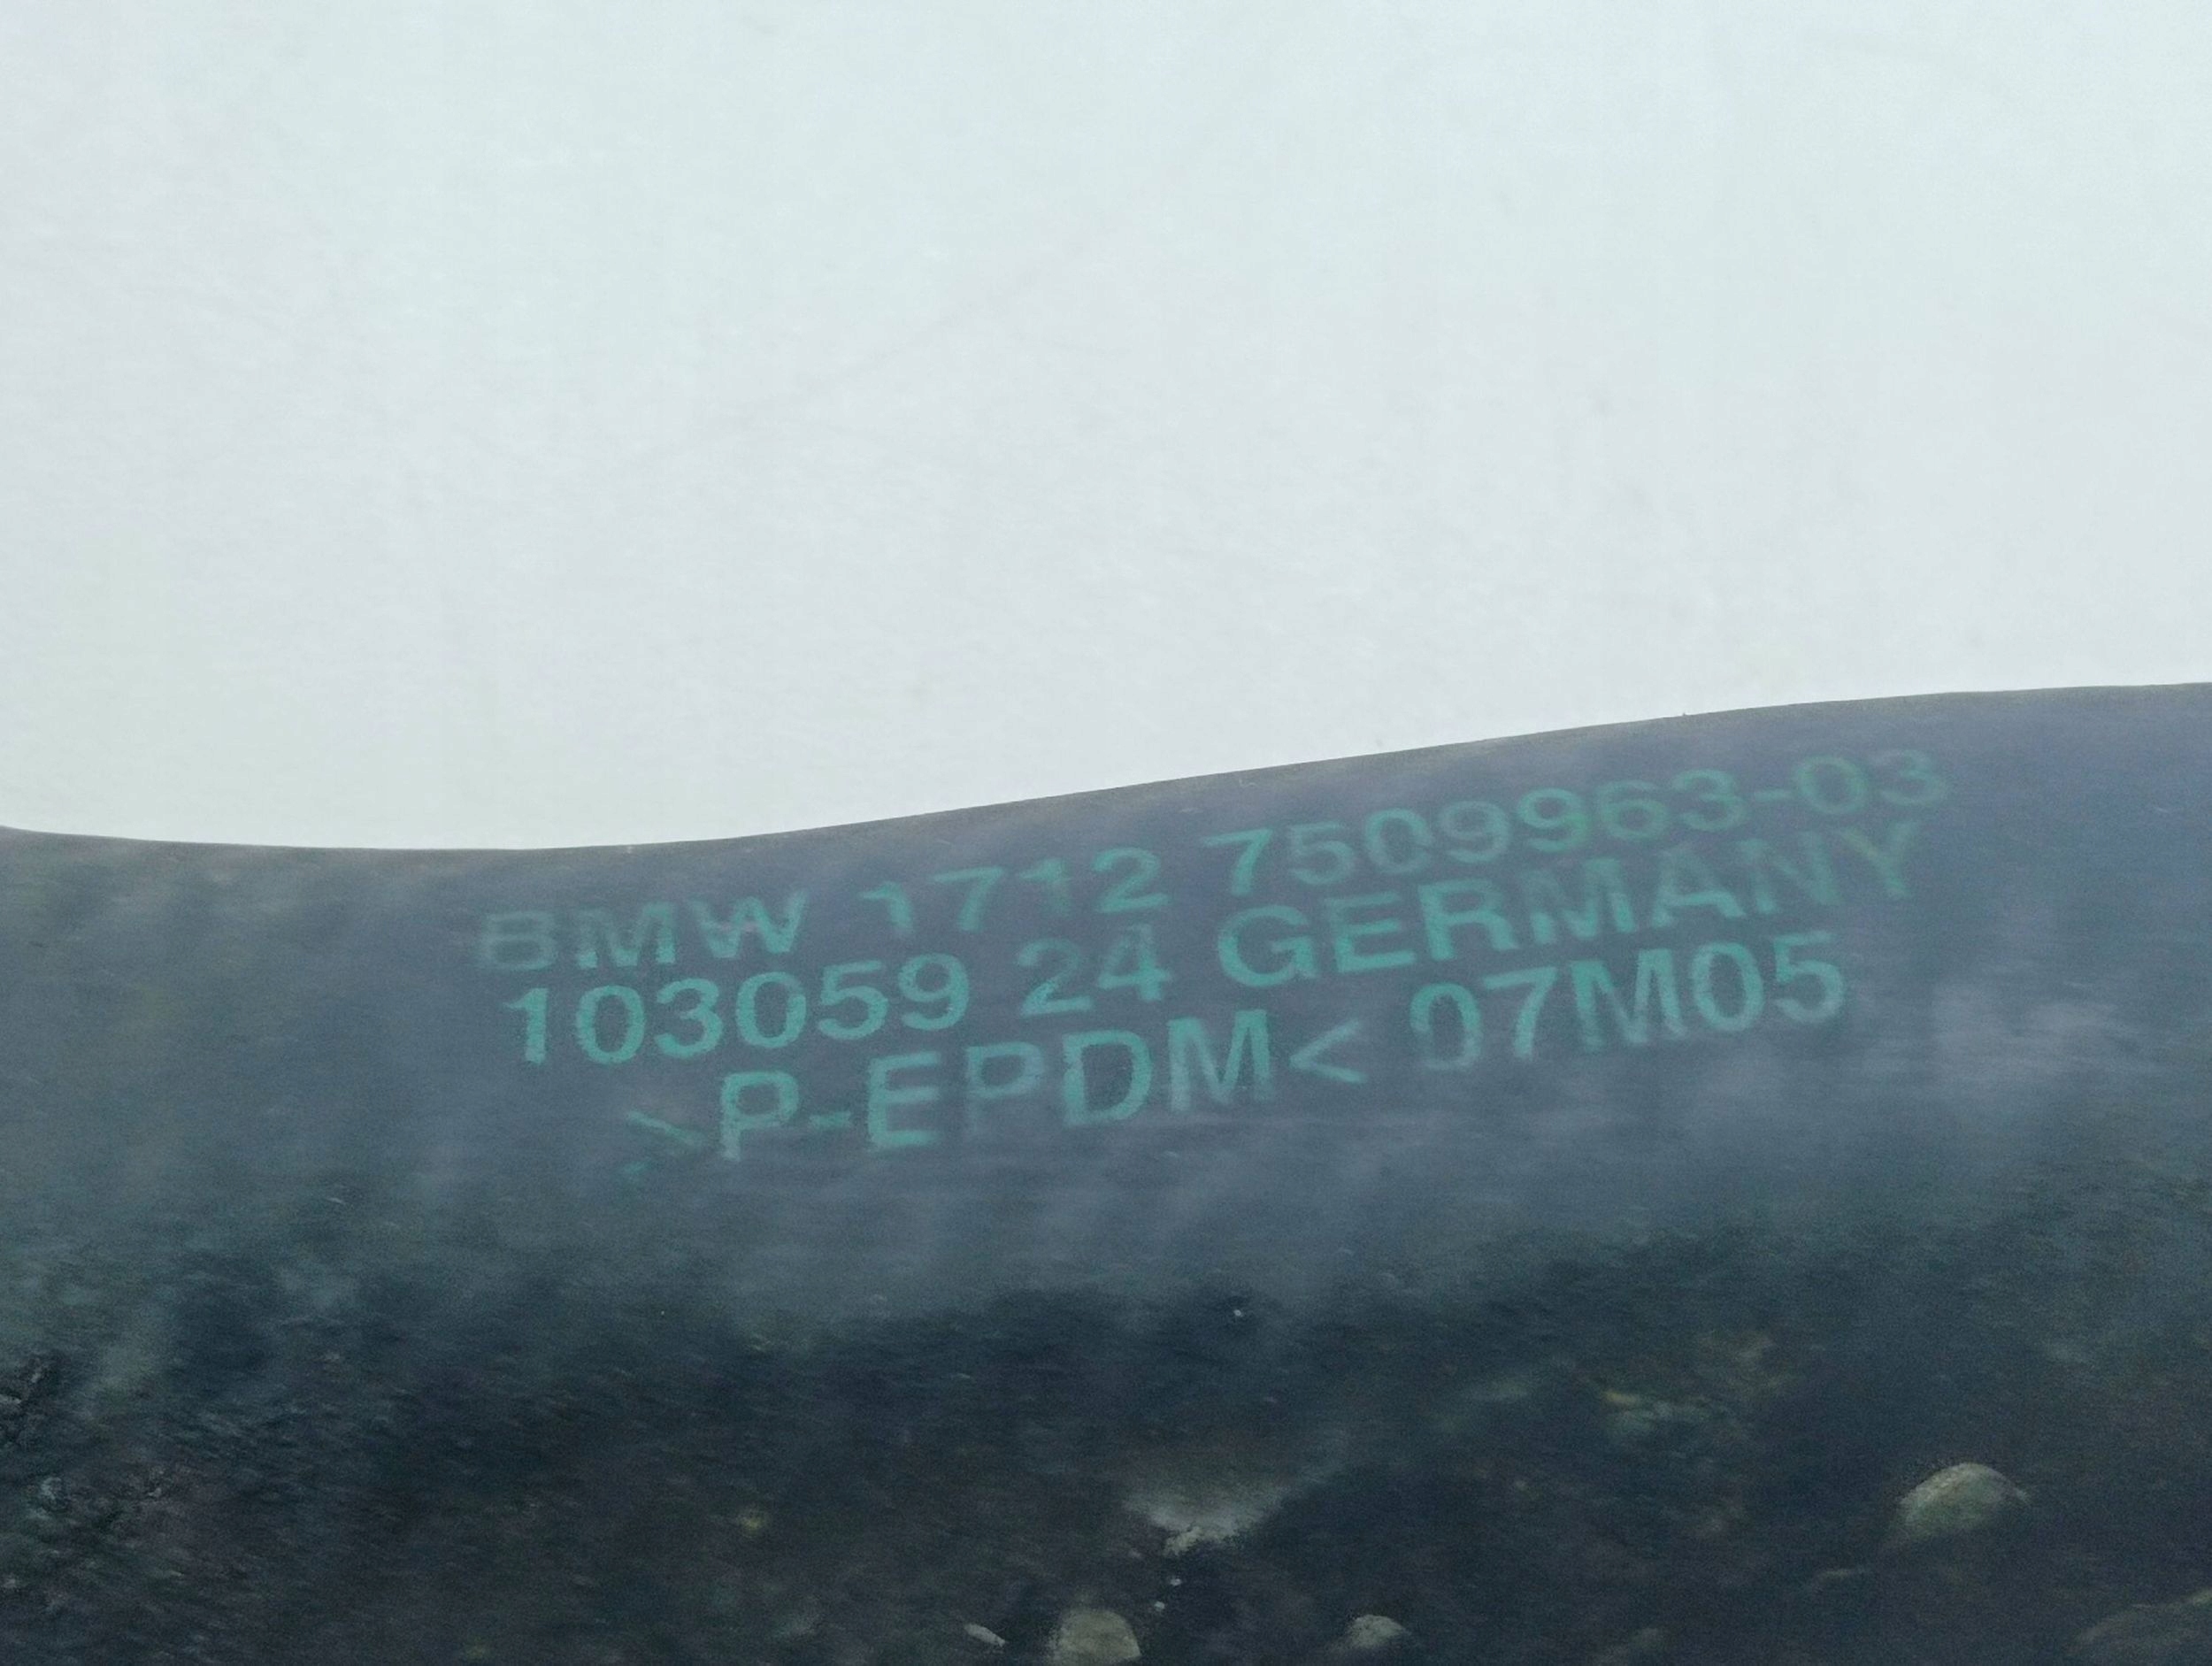 BMW 1712 7509963-03
103059 24 GERMANY
>P-EPDM< 07M05